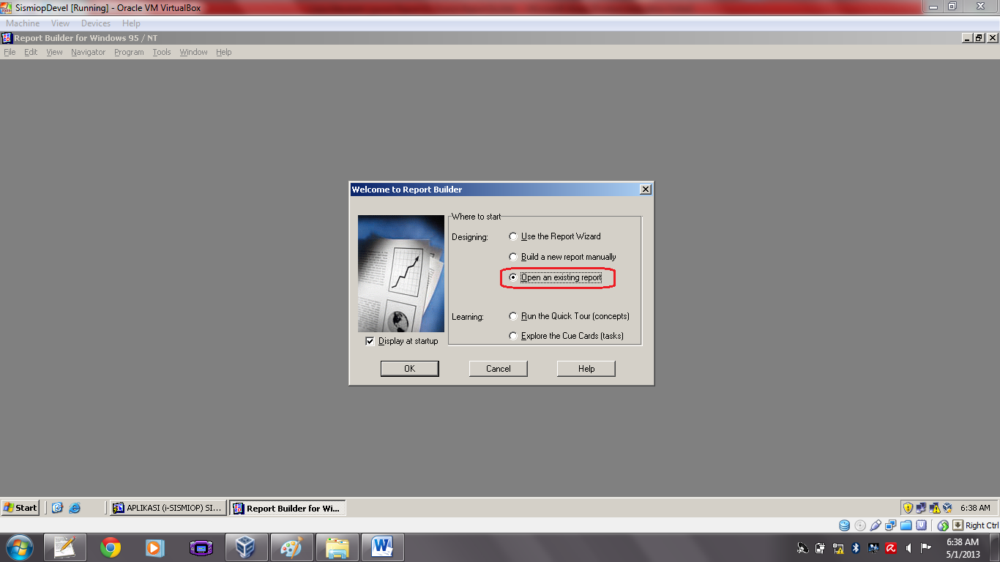 SismiopDevel [Running] - Oracle VM VirtualBox
Machine View Devices Help
Report Builder for Windows 95 / NT
File Edit View Navigator Program Tools Window Help
Welcome to Report Builder
Where to start
Designing: Use the Report Wizard
Build a new report manually
Open an existing report
Learning: Run the Quick Tour (concepts)
Explore the Cue Cards (tasks)
Display at startup
OK Cancel Help
Start APLIKASI (i-SISMIOP) SI... Report Builder for Wi... 6:38 AM
Right Ctrl
6:38 AM
5/1/2013